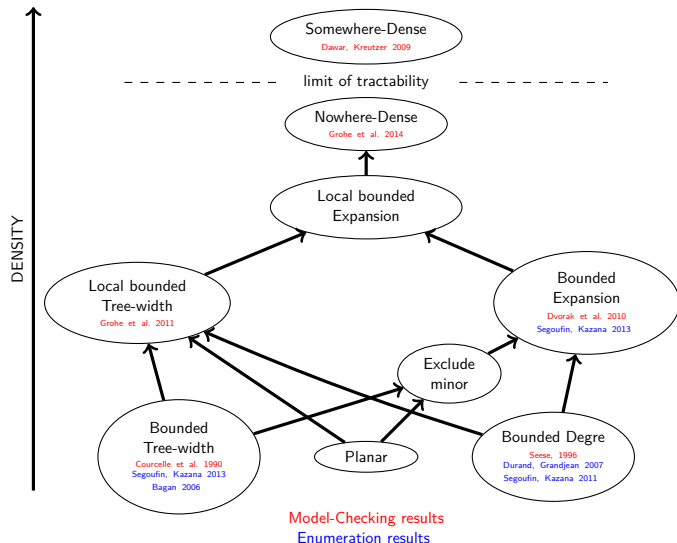 Somewhere-Dense
Dawar, Kreutzer 2009
limit of tractability
Nowhere-Dense
Grohe et al. 2014
Local bounded
Expansion
DENSITY
Local bounded
Tree-width
Grohe et al. 2011
Bounded
Expansion
Dvorak et al. 2010
Segoufin, Kazana 2013
Exclude
minor
Bounded
Tree-width
Courcelle et al. 1990
Segoufin, Kazana 2013
Bagan 2006
Planar
Bounded Degre
Seese, 1996
Durand, Grandjean 2007
Segoufin, Kazana 2011
Model-Checking results
Enumeration results